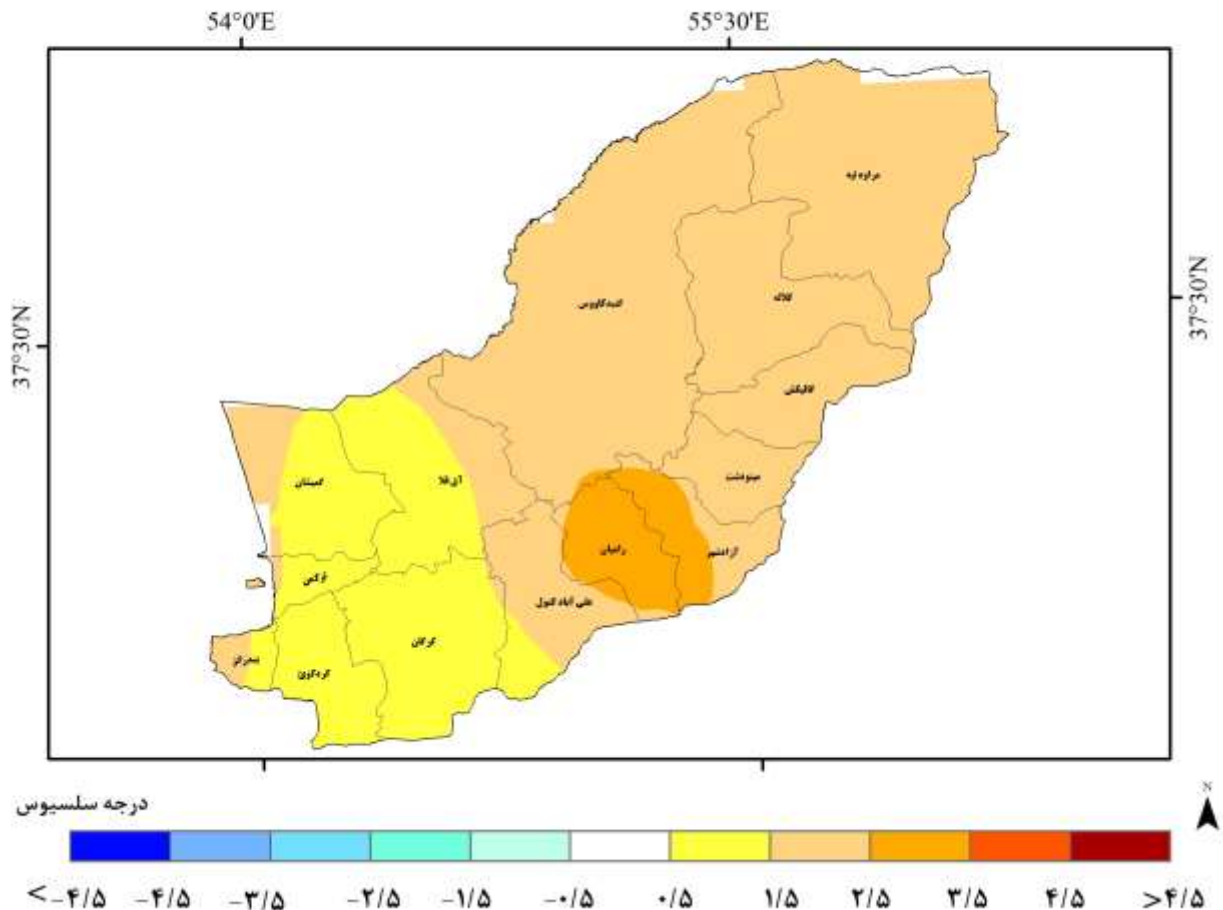 54°0'E 55°30'E
37°30'N
37°30'N
مراوه تپه
کلاله
گنبدکاووس
گالیکش
مینودشت
گمیشان
آق قلا
رامیان
آزادشهر
ترکمن
علی آباد کتول
گرگان
بندرگز
کردکوی
درجه سلسیوس
N
<-۴/۵ -۴/۵ -۳/۵ -۲/۵ -۱/۵ -۰/۵ ۰/۵ ۱/۵ ۲/۵ ۳/۵ ۴/۵ >۴/۵